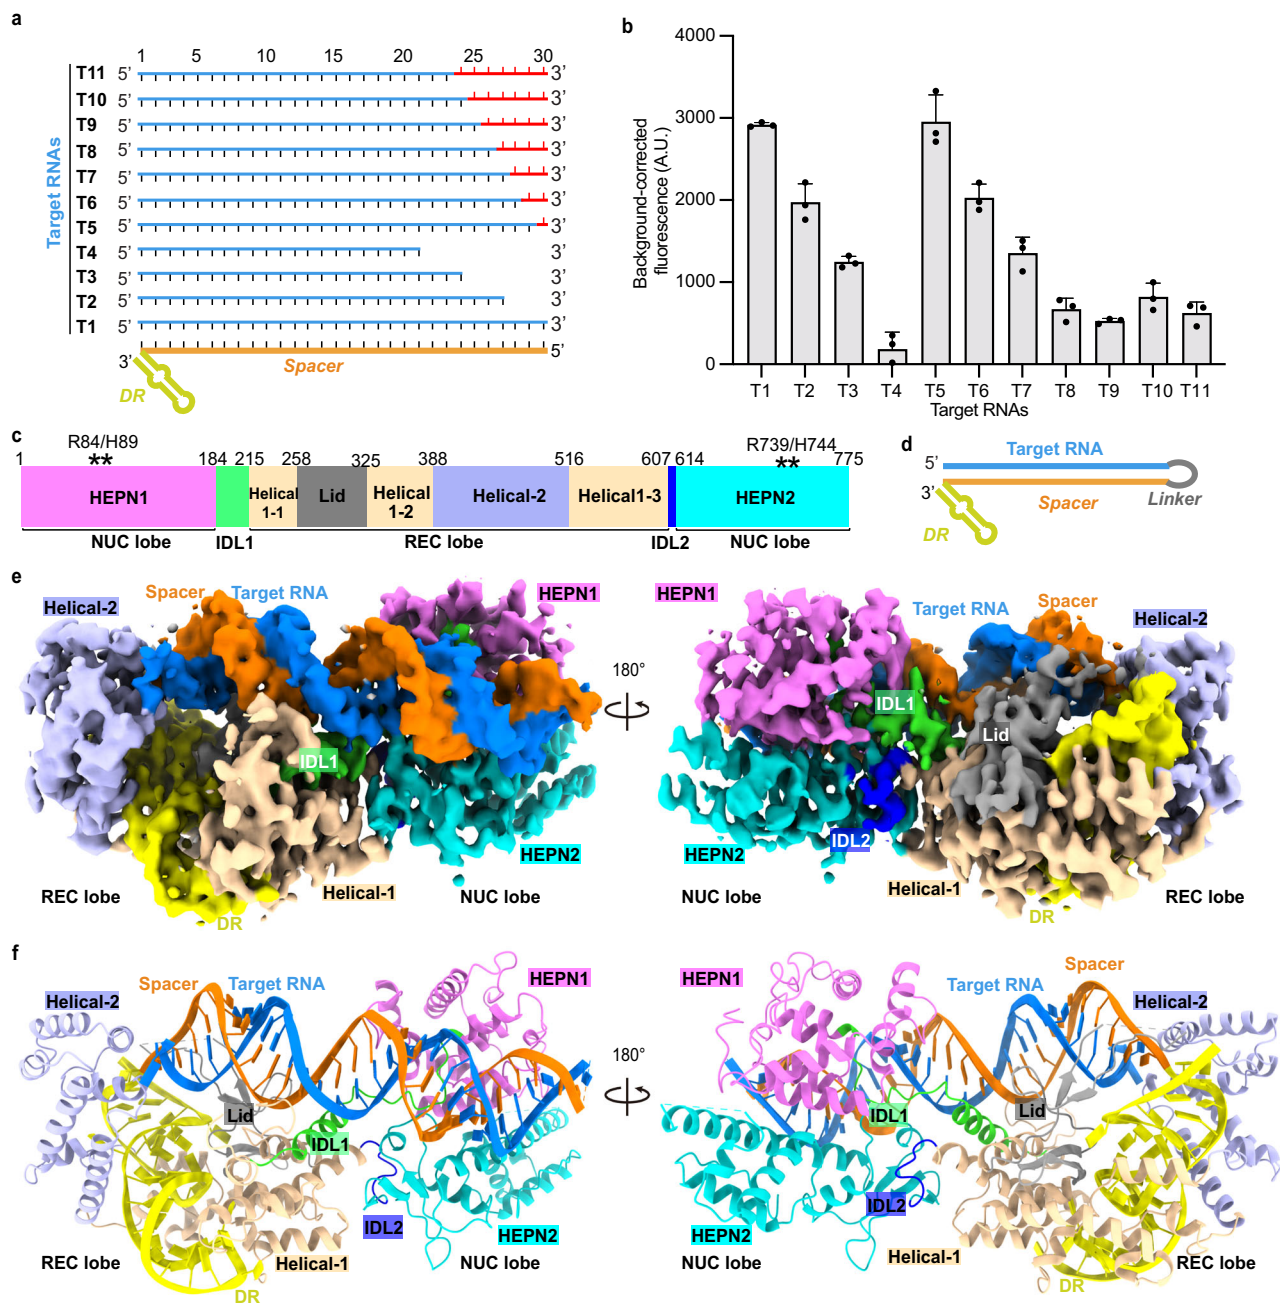 a
1 5 10 15 20 25 30
Target RNAs
T11 5’ 3’
T10 5’ 3’
T9 5’ 3’
T8 5’ 3’
T7 5’ 3’
T6 5’ 3’
T5 5’ 3’
T4 5’ 3’
T3 5’ 3’
T2 5’ 3’
T1 5’ 3’
3’ Spacer 5’
DR
b
Background-corrected
fluorescence (A.U.)
4000
3000
2000
1000
0
T1 T2 T3 T4 T5 T6 T7 T8 T9 T10 T11
Target RNAs
c
R84/H89 R739/H744
1 ** 184 215 258 325 388 516 607 614 ** 775
HEPN1 Helical 1-1 Lid Helical 1-2 Helical-2 Helical1-3 HEPN2
NUC lobe IDL1 REC lobe IDL2 NUC lobe
d
Target RNA
5’
3’
Spacer Linker
DR
e
Helical-2 Spacer Target RNA HEPN1
IDL1
HEPN2
Helical-1
REC lobe NUC lobe
DR
180°
HEPN1 Target RNA Spacer Helical-2
IDL1
Lid
IDL2
HEPN2
Helical-1
NUC lobe REC lobe
DR
f
Helical-2 Spacer Target RNA HEPN1
Lid
IDL1
IDL2
HEPN2
REC lobe Helical-1 NUC lobe
DR
180°
HEPN1 Target RNA Spacer Helical-2
IDL1 Lid
IDL2
HEPN2
Helical-1
NUC lobe REC lobe
DR